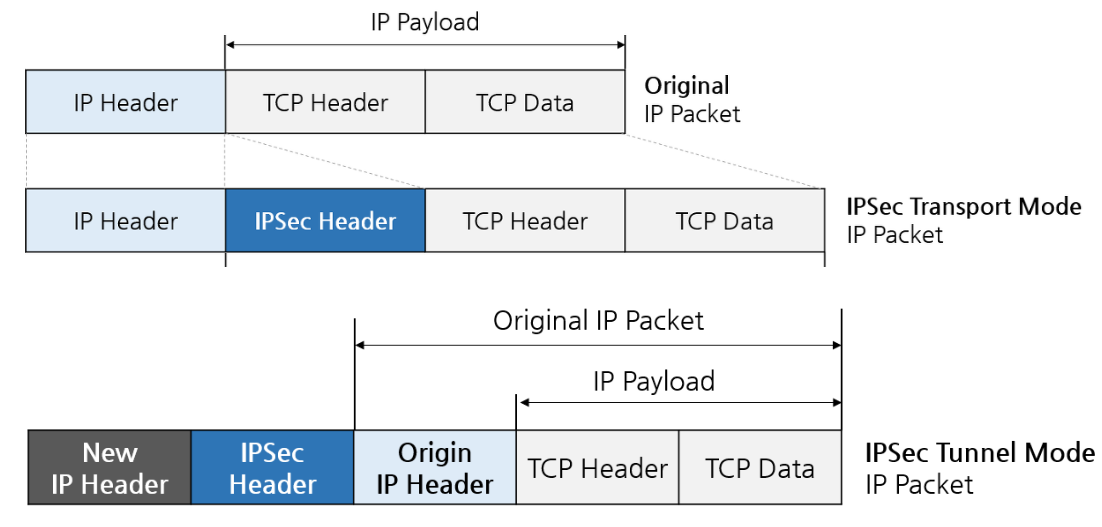 IP Payload
IP Header
TCP Header
TCP Data
Original
IP Packet
IP Header
IPSec Header
TCP Header
TCP Data
IPSec Transport Mode
IP Packet
Original IP Packet
IP Payload
New
IP Header
IPSec
Header
Origin
IP Header
TCP Header
TCP Data
IPSec Tunnel Mode
IP Packet